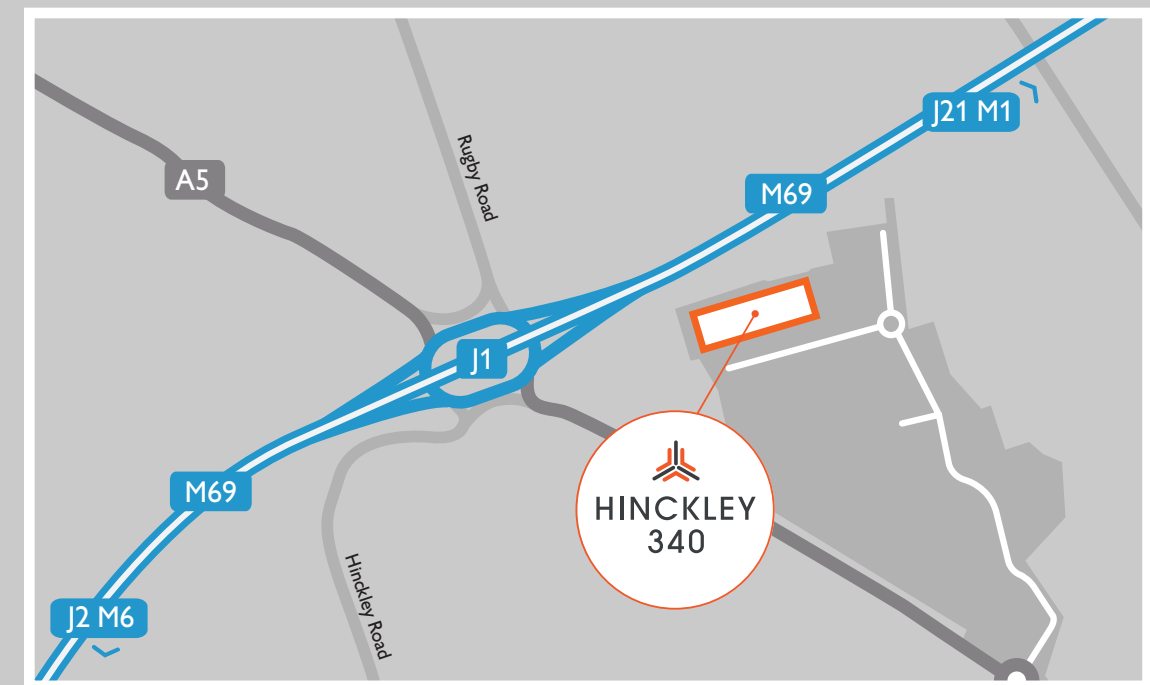 J21 M1
Rugby Road
A5
M69
J1
M69
HINCKLEY
340
Hinckley Road
J2 M6